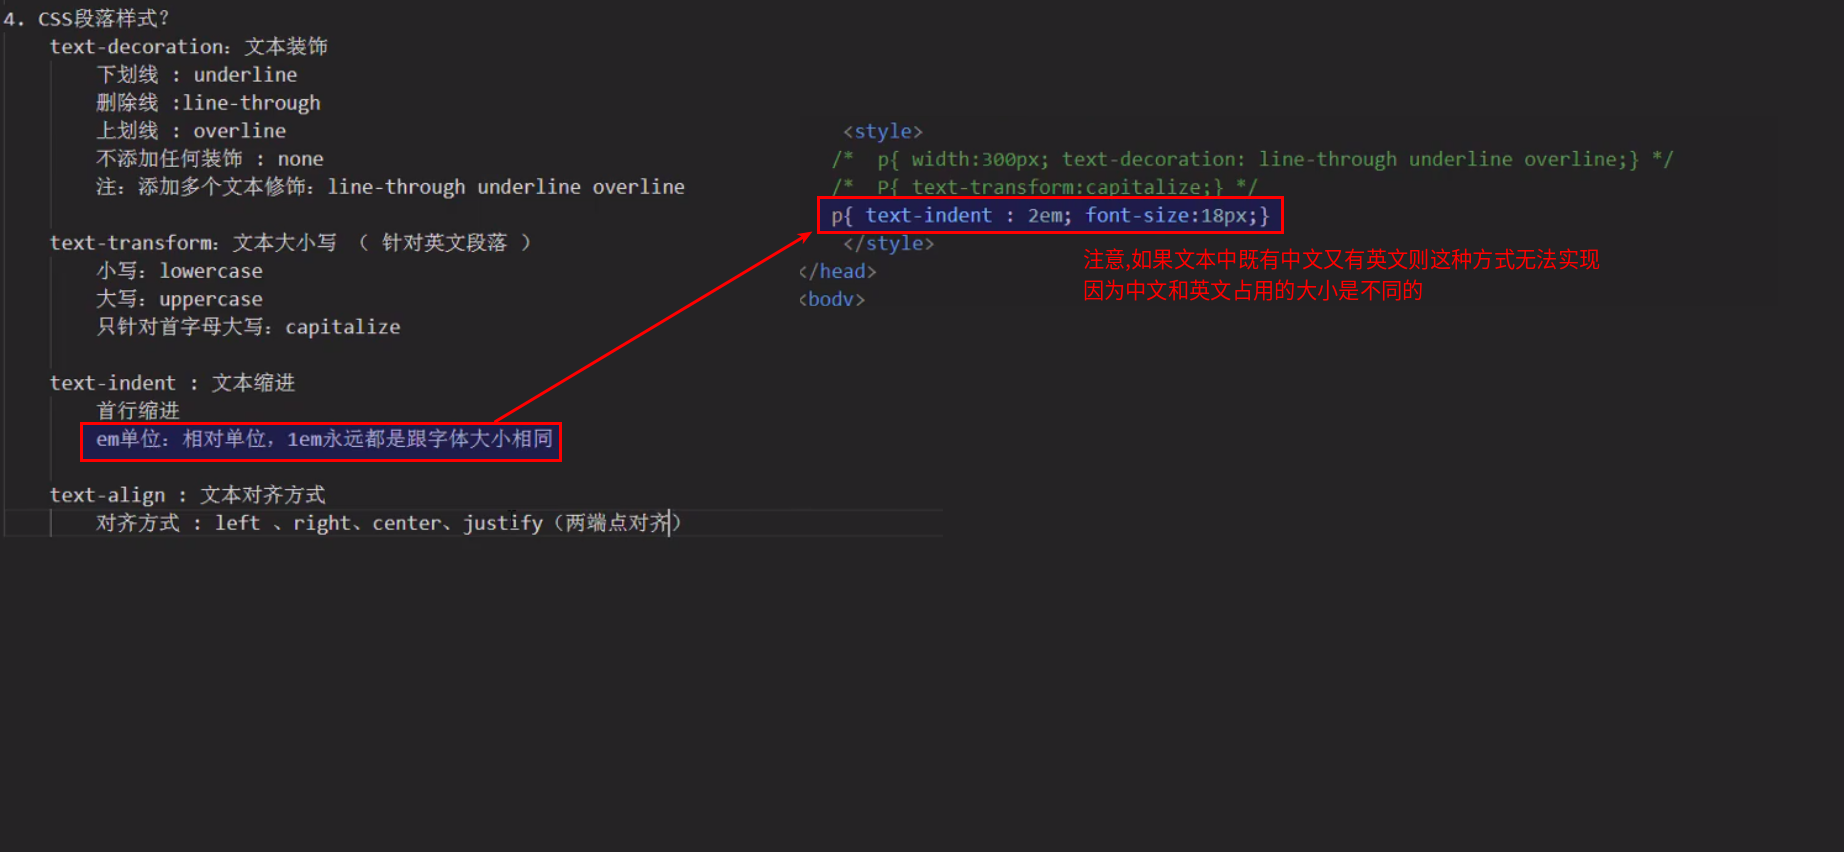 4. CSS段落样式?
text-decoration: 文本装饰
下划线 : underline
删除线 :line-through
上划线 : overline
不添加任何装饰 : none
注: 添加多个文本修饰: line-through underline overline
text-transform: 文本大小写 ( 针对英文段落 )
小写: lowercase
大写: uppercase
只针对首字母大写: capitalize
text-indent : 文本缩进
首行缩进
em单位: 相对单位, 1em永远都是跟字体大小相同
text-align : 文本对齐方式
对齐方式 : left 、right、center、justify (两端点对齐)
<style>
/* p{ width:300px; text-decoration: line-through underline overline;} */
/* P{ text-transform:capitalize;} */
p{ text-indent : 2em; font-size:18px;}
</style>
</head>
<body>
注意,如果文本中既有中文又有英文则这种方式无法实现
因为中文和英文占用的大小是不同的